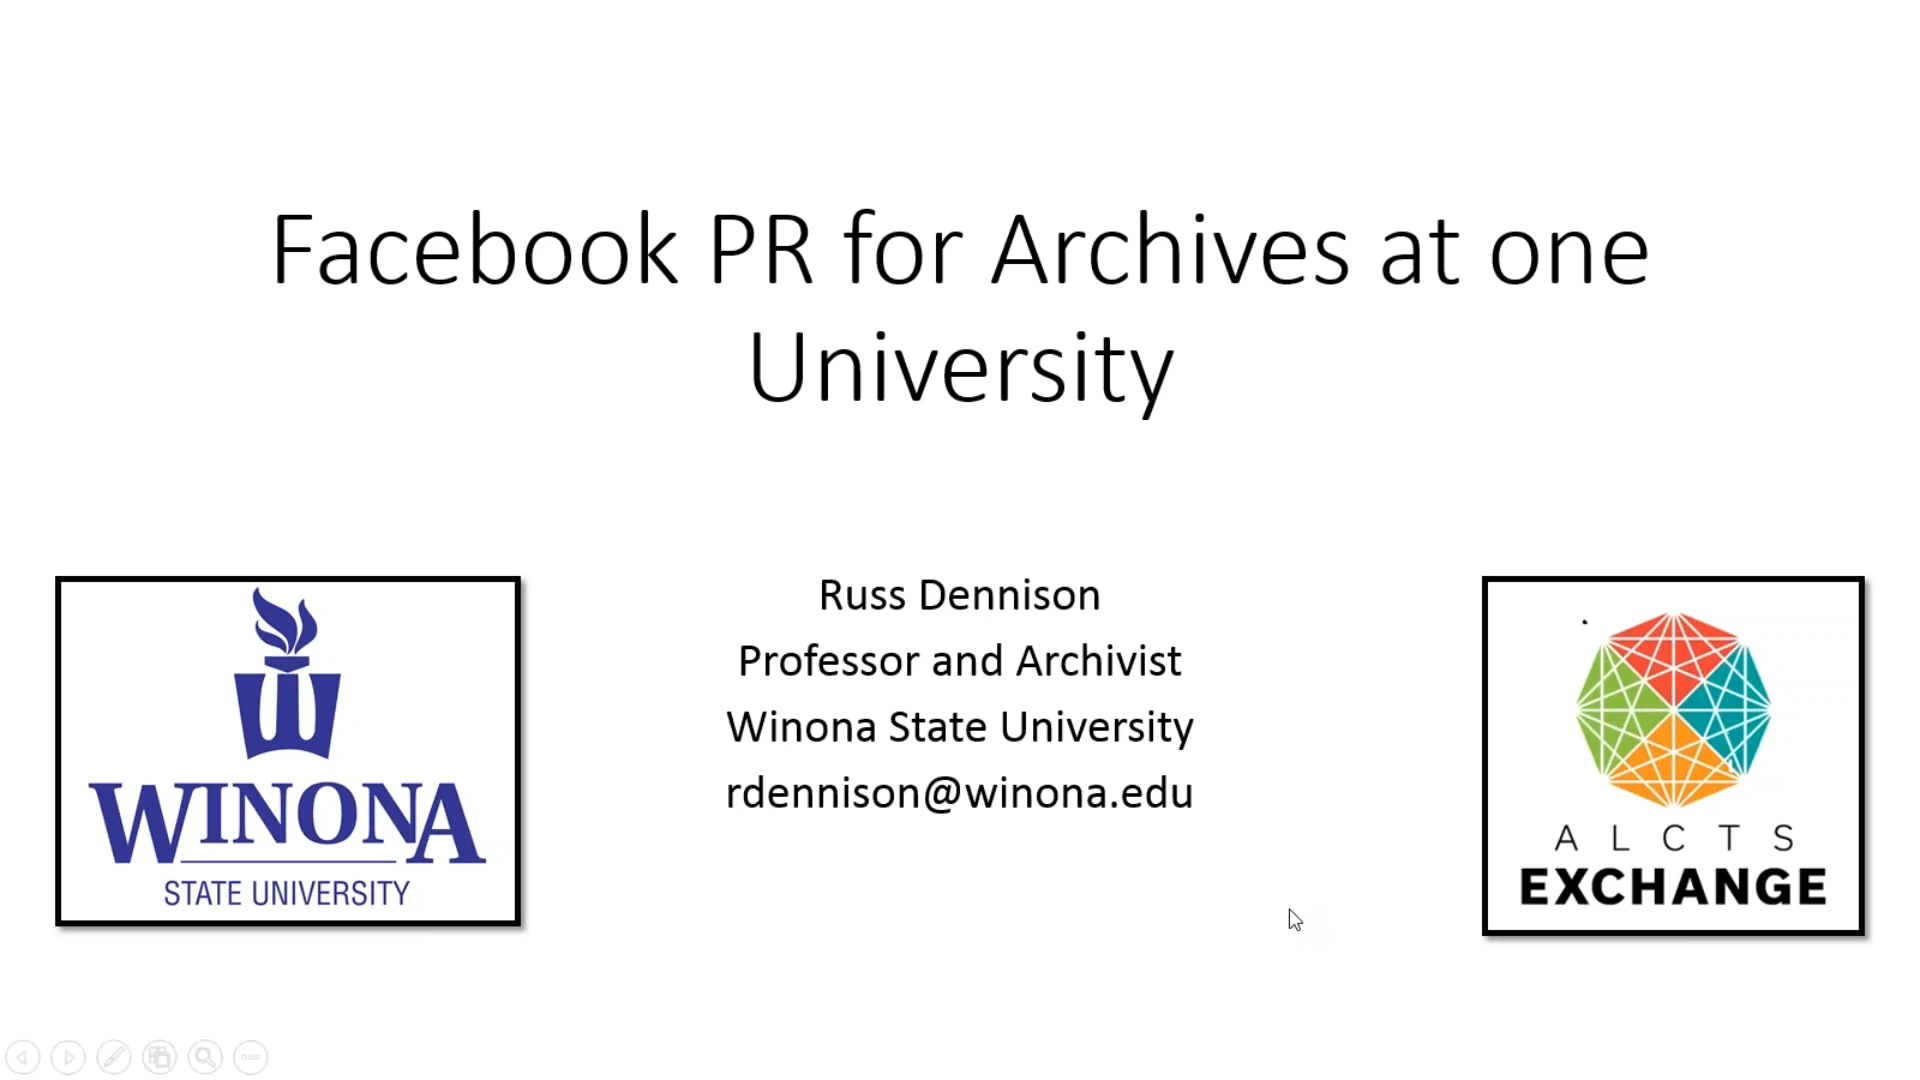 Facebook PR for Archives at one
University
Russ Dennison
Professor and Archivist
Winona State University
rdennison@winona.edu
WINONA
STATE UNIVERSITY
ALCTS
EXCHANGE